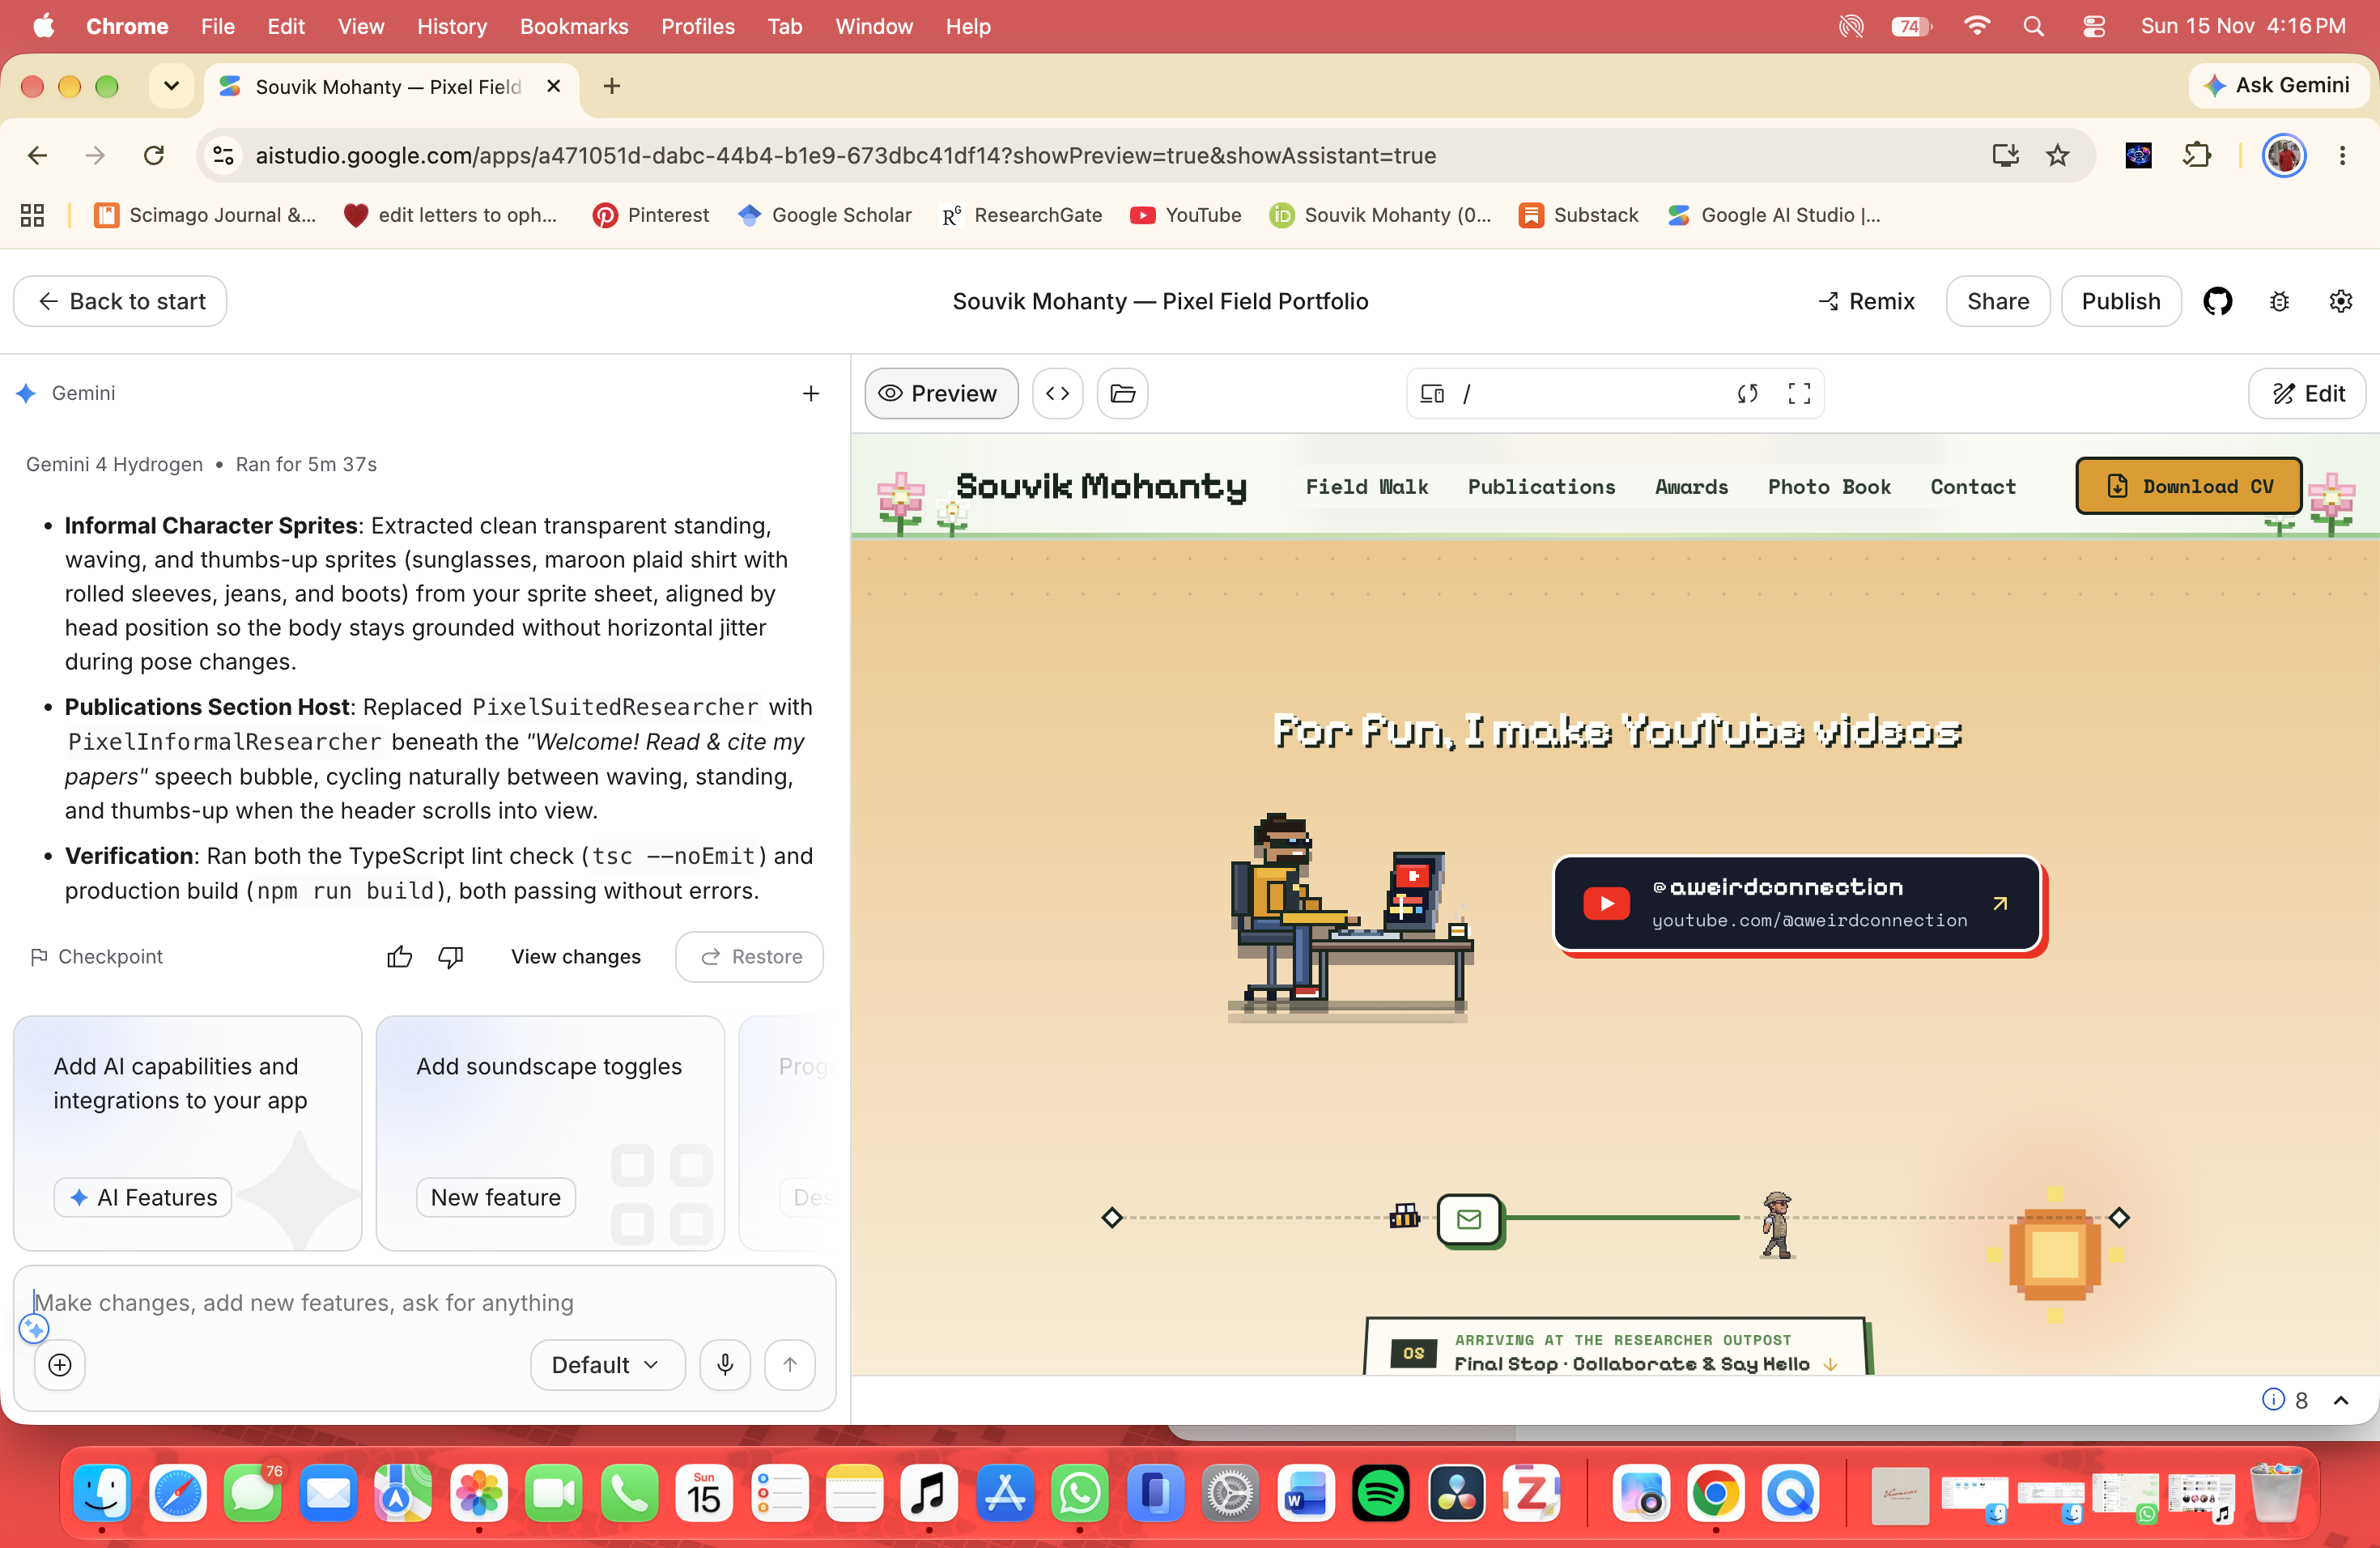 Chrome File Edit View History Bookmarks Profiles Tab Window Help
74
Sun 15 Nov 4:16 PM
Souvik Mohanty — Pixel Field
Ask Gemini
aistudio.google.com/apps/a471051d-dabc-44b4-b1e9-673dbc41df14?showPreview=true&showAssistant=true
Scimago Journal &... edit letters to oph... Pinterest Google Scholar RG ResearchGate YouTube iD Souvik Mohanty (0... Substack Google AI Studio |...
Back to start
Souvik Mohanty — Pixel Field Portfolio
Remix Share Publish
Gemini
Gemini 4 Hydrogen • Ran for 5m 37s
• Informal Character Sprites: Extracted clean transparent standing,
waving, and thumbs-up sprites (sunglasses, maroon plaid shirt with
rolled sleeves, jeans, and boots) from your sprite sheet, aligned by
head position so the body stays grounded without horizontal jitter
during pose changes.
• Publications Section Host: Replaced PixelSuitedResearcher with
PixelInformalResearcher beneath the "Welcome! Read & cite my
papers" speech bubble, cycling naturally between waving, standing,
and thumbs-up when the header scrolls into view.
• Verification: Ran both the TypeScript lint check (tsc --noEmit) and
production build (npm run build), both passing without errors.
Checkpoint
View changes
Restore
Add AI capabilities and
integrations to your app
AI Features
Add soundscape toggles
New feature
Prog
Des
Make changes, add new features, ask for anything
Default
Preview
/
Edit
Souvik Mohanty
Field Walk Publications Awards Photo Book Contact
Download CV
For fun, I make YouTube videos
@aweirdconnection
youtube.com/@aweirdconnection
08
ARRIVING AT THE RESEARCHER OUTPOST
Final Stop · Collaborate & Say Hello
8
76
Sun
15
W
Z